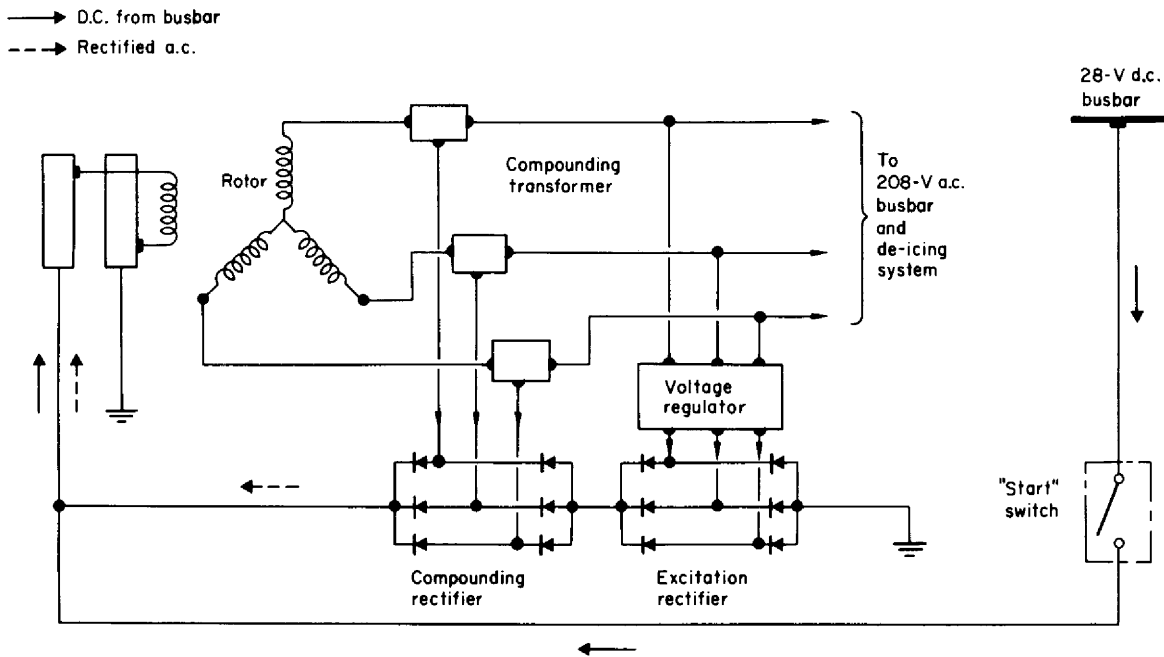 D.C. from busbar
Rectified a.c.
28-V d.c.
busbar
Rotor
Compounding
transformer
To
208-V a.c.
busbar
and
de-icing
system
Voltage
regulator
"Start"
switch
Compounding
rectifier
Excitation
rectifier